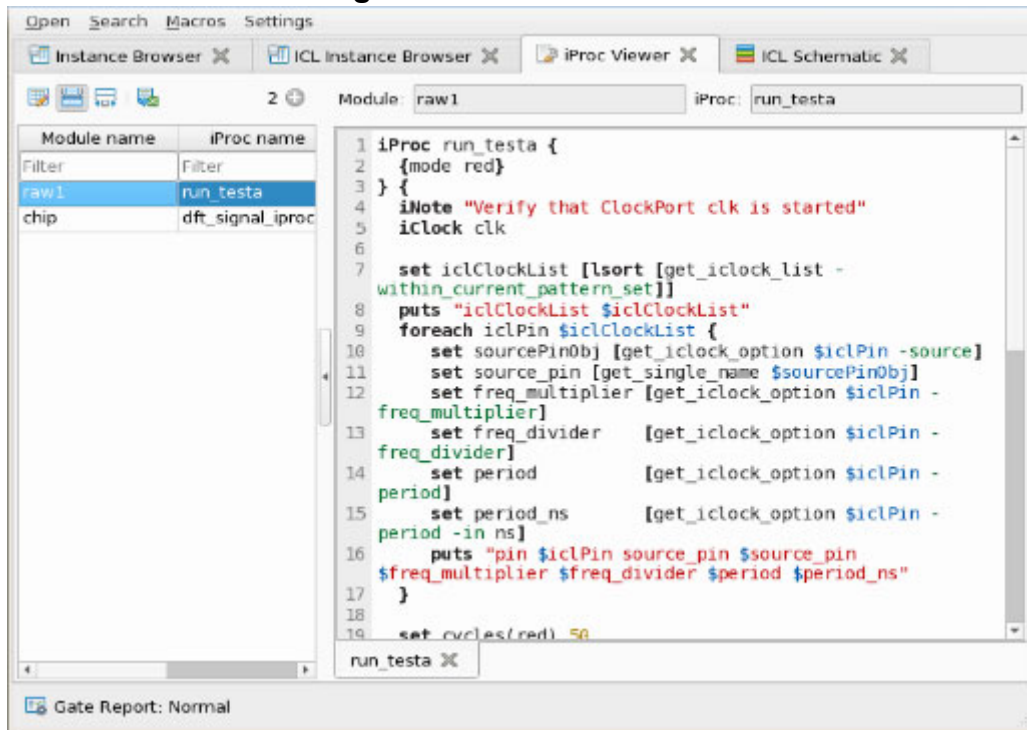 Open Search Macros Settings
Instance Browser ICL Instance Browser iProc Viewer ICL Schematic
2 Module: raw1 iProc: run_testa
Module name iProc name
Filter Filter
raw1 run_testa
chip dft_signal_iproc
1 iProc run_testa {
2 {mode red}
3 } {
4 iNote "Verify that ClockPort clk is started"
5 iClock clk
6
7 set iclClockList [lsort [get_iclock_list -
within_current_pattern_set]]
8 puts "iclClockList $iclClockList"
9 foreach iclPin $iclClockList {
10 set sourcePinObj [get_iclock_option $iclPin -source]
11 set source_pin [get_single_name $sourcePinObj]
12 set freq_multiplier [get_iclock_option $iclPin -
freq_multiplier]
13 set freq_divider [get_iclock_option $iclPin -
freq_divider]
14 set period [get_iclock_option $iclPin -
period]
15 set period_ns [get_iclock_option $iclPin -
period -in ns]
16 puts "pin $iclPin source_pin $source_pin
$freq_multiplier $freq_divider $period $period_ns"
17 }
18
19 set cycles(red) 50
run_testa
Gate Report: Normal